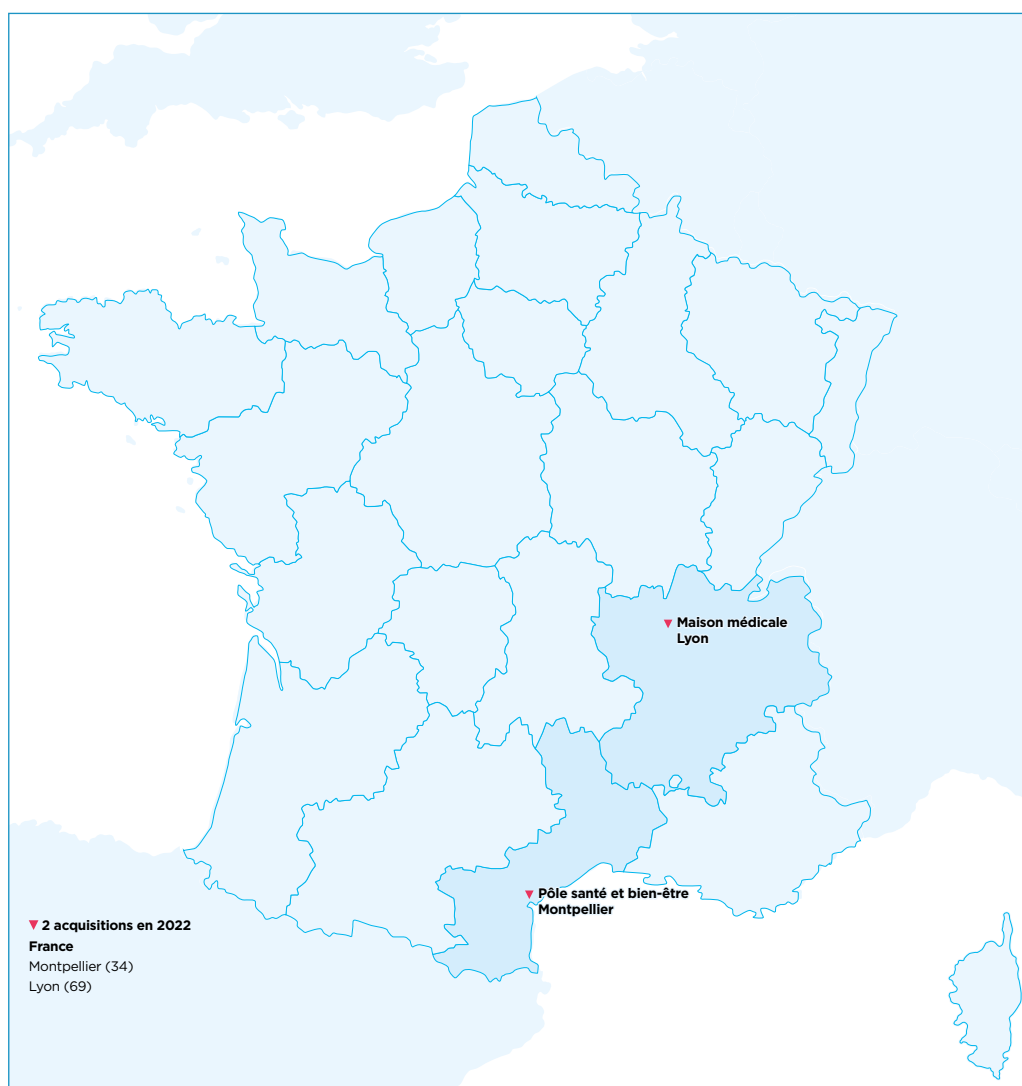 Maison médicale
Lyon
Pôle santé et bien-être
Montpellier
▼ 2 acquisitions en 2022
France
Montpellier (34)
Lyon (69)